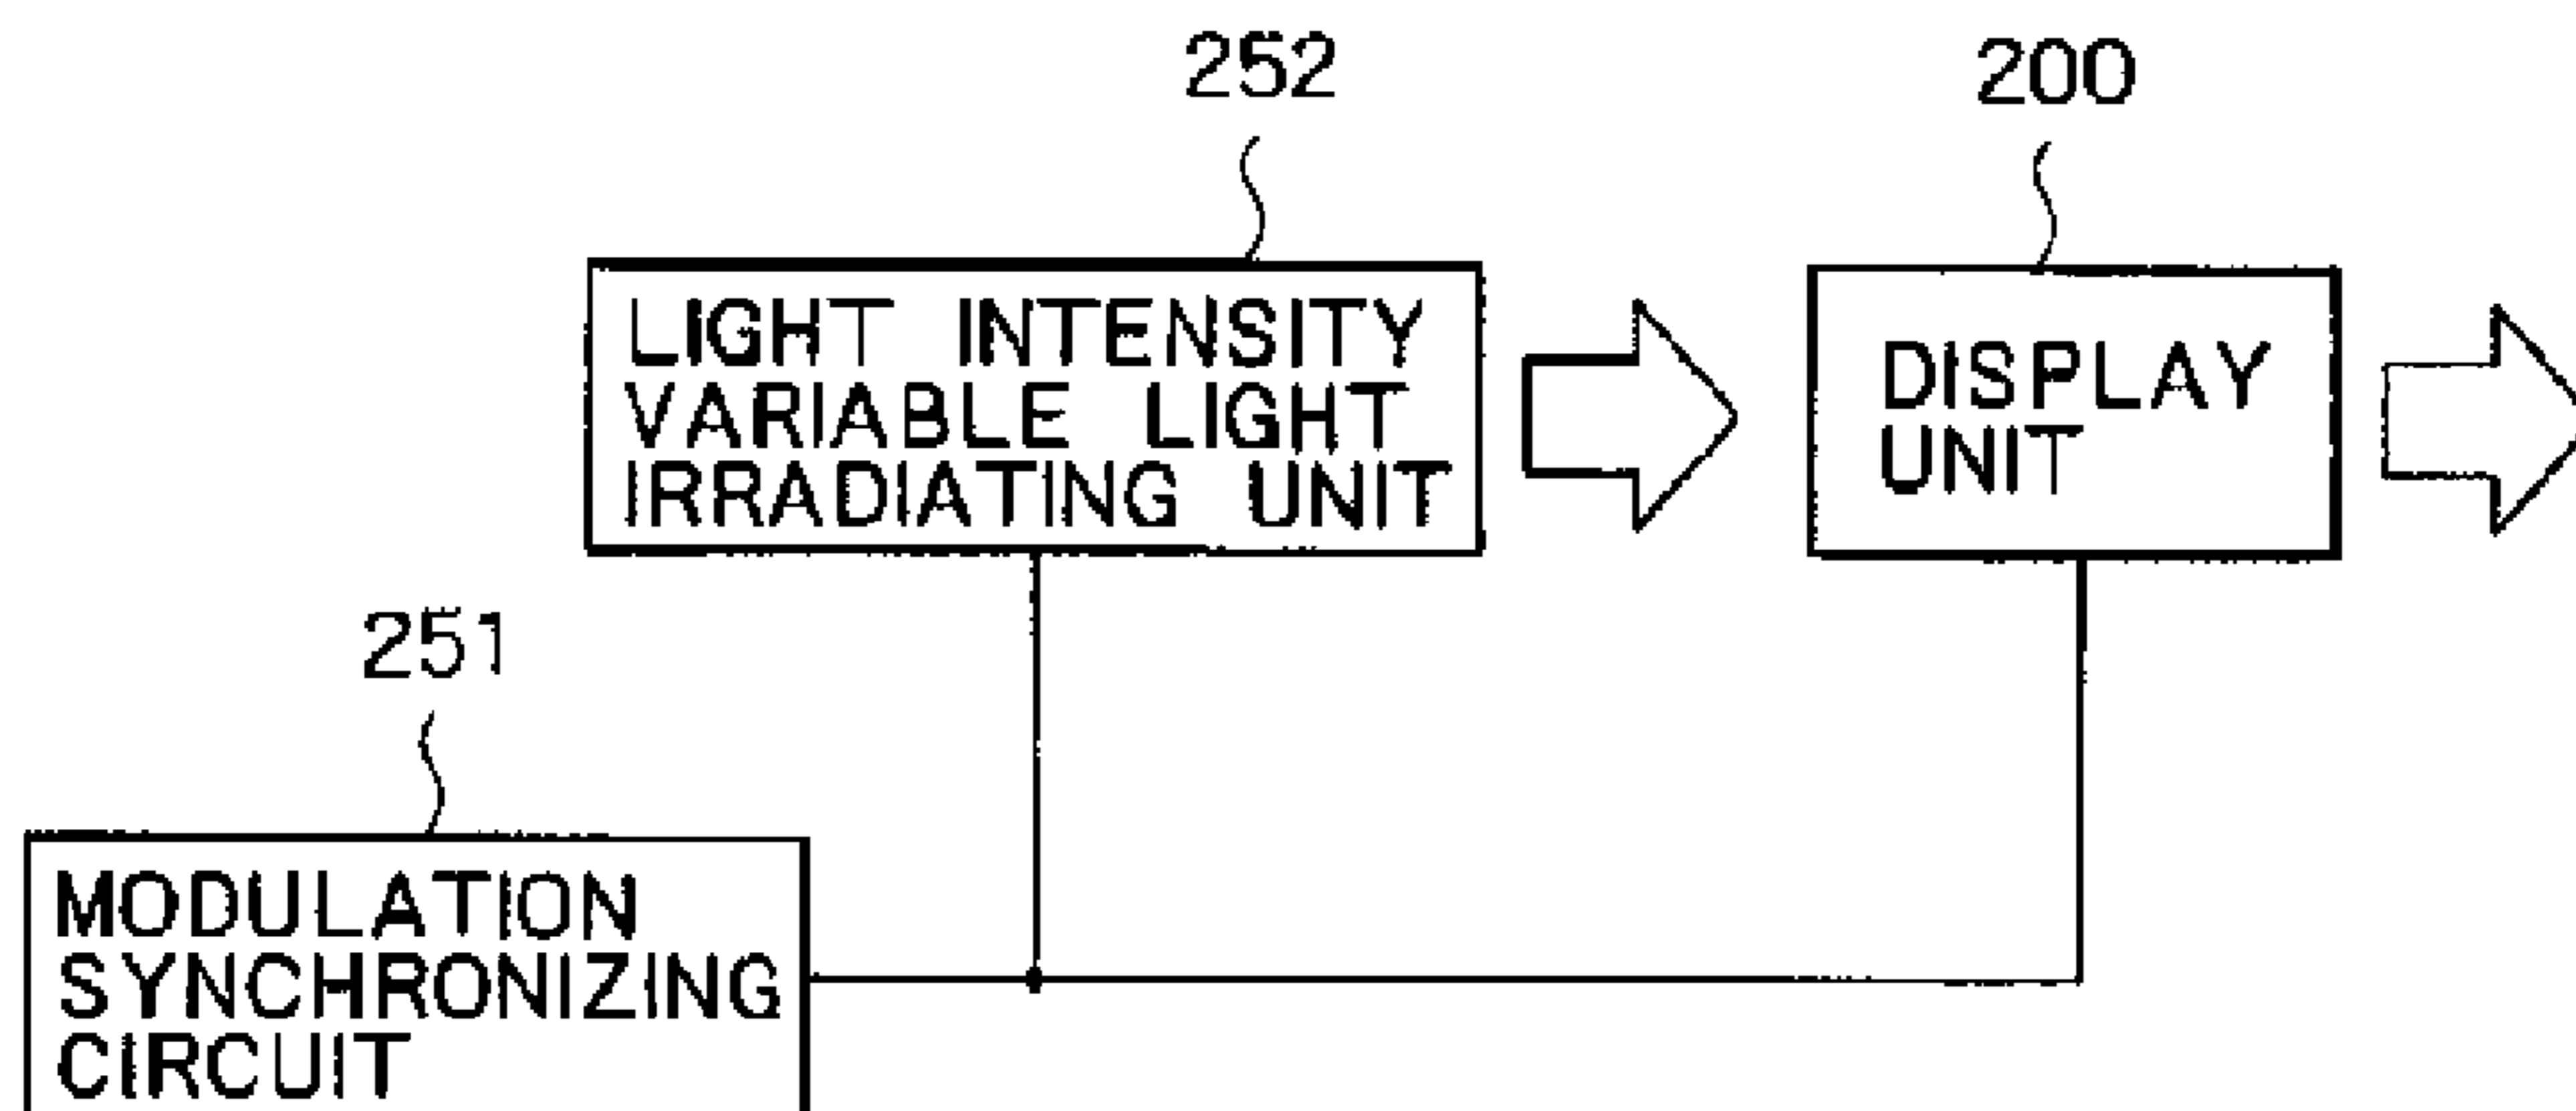 252
200
LIGHT INTENSITY
VARIABLE LIGHT
IRRADIATING UNIT
DISPLAY
UNIT
251
MODULATION
SYNCHRONIZING
CIRCUIT